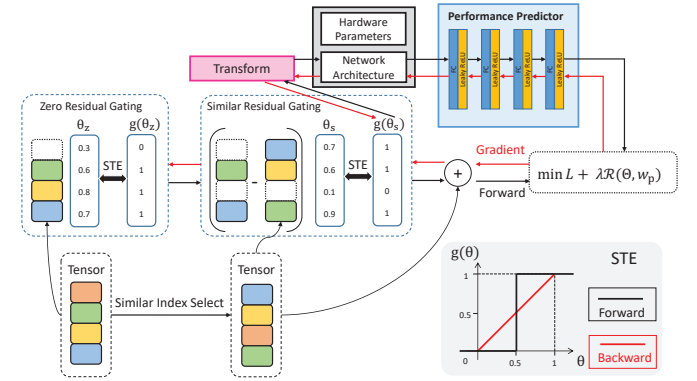 Hardware
Parameters
Network
Architecture
Performance Predictor
FC
Leaky ReLU
FC
Leaky ReLU
FC
Leaky ReLU
FC
Leaky ReLU
Transform
Zero Residual Gating
θz
g(θz)
0.3
0.6
0.8
0.7
STE
0
1
1
1
Similar Residual Gating
-
θs
g(θs)
0.7
0.6
0.1
0.9
STE
1
1
0
1
+
Gradient
Forward
min L + λR(Θ, wp)
Tensor
Similar Index Select
Tensor
g(θ)
STE
1
0.5
0
0.5
1
θ
Forward
Backward